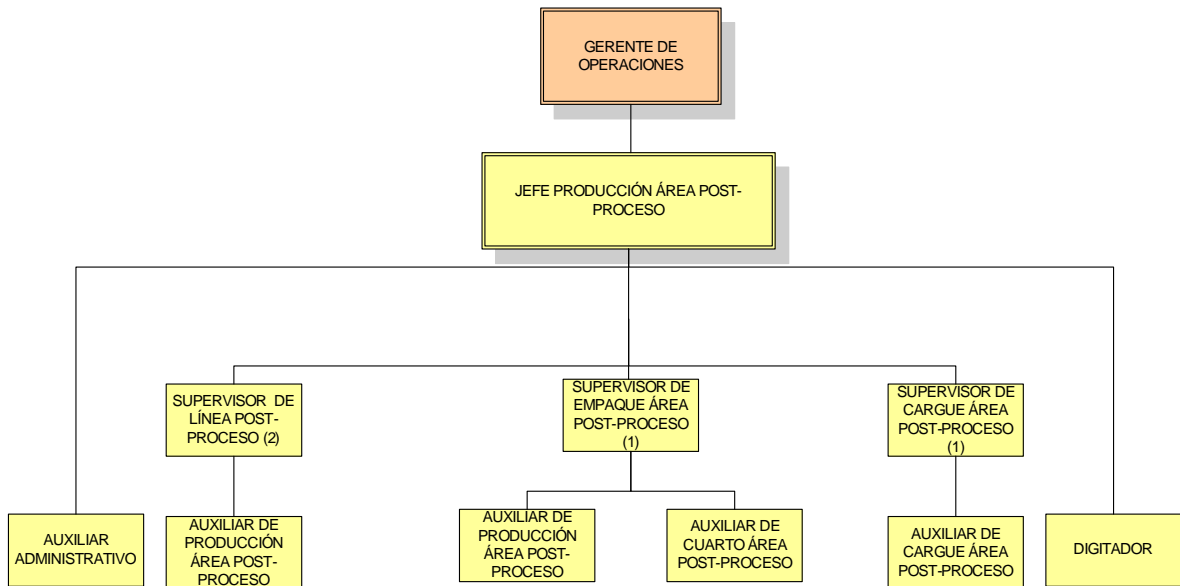 GERENTE DE
OPERACIONES
JEFE PRODUCCIÓN ÁREA POST-
PROCESO
SUPERVISOR DE
LÍNEA POST-
PROCESO (2)
SUPERVISOR DE
EMPAQUE ÁREA
POST-PROCESO
(1)
SUPERVISOR DE
CARGUE ÁREA
POST-PROCESO
(1)
AUXILIAR
ADMINISTRATIVO
AUXILIAR DE
PRODUCCIÓN
ÁREA POST-
PROCESO
AUXILIAR DE
PRODUCCIÓN
ÁREA POST-
PROCESO
AUXILIAR DE
CUARTO ÁREA
POST-PROCESO
AUXILIAR DE
CARGUE ÁREA
POST-PROCESO
DIGITADOR